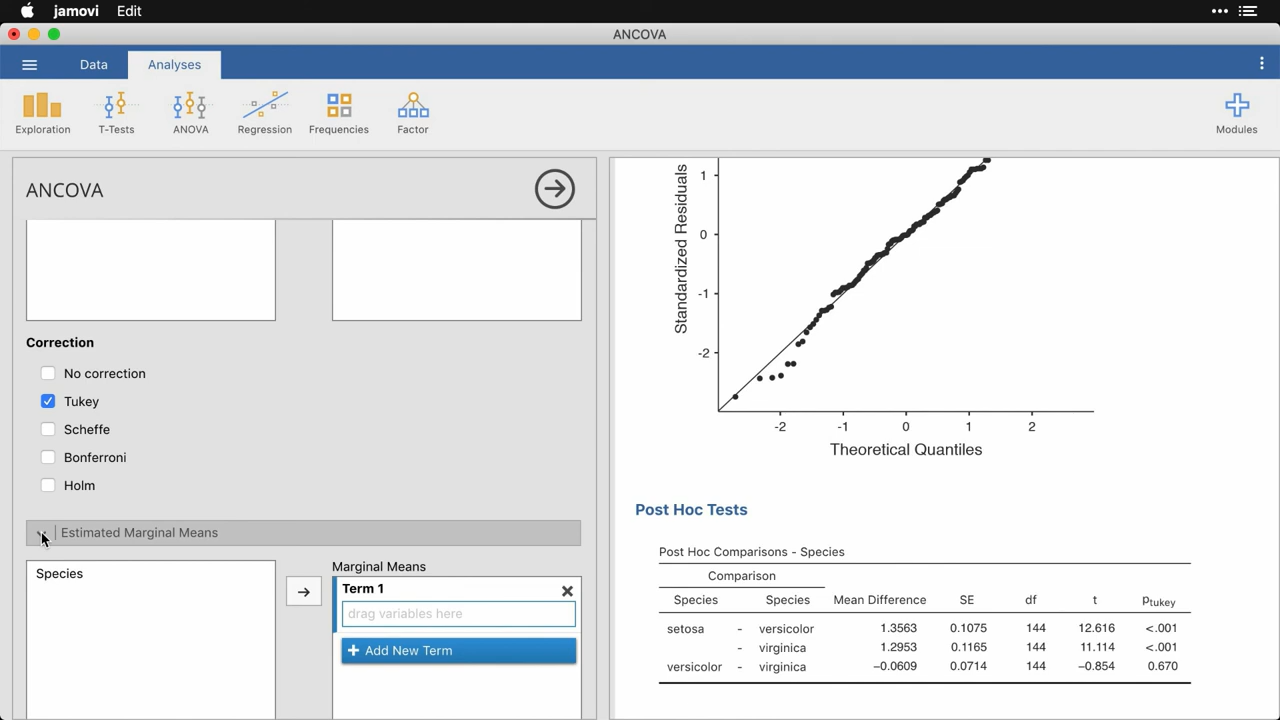 jamovi Edit
ANCOVA
Data Analyses
Exploration T-Tests ANOVA Regression Frequencies Factor Modules
ANCOVA
Correction
No correction
Tukey
Scheffe
Bonferroni
Holm
Estimated Marginal Means
Species
Marginal Means
Term 1
drag variables here
Add New Term
Standardized Residuals
1
0
-1
-2
-2 -1 0 1 2
Theoretical Quantiles
Post Hoc Tests
Post Hoc Comparisons - Species
Comparison
Species Species Mean Difference SE df t ptukey
setosa - versicolor 1.3563 0.1075 144 12.616 <.001
- virginica 1.2953 0.1165 144 11.114 <.001
versicolor - virginica −0.0609 0.0714 144 −0.854 0.670